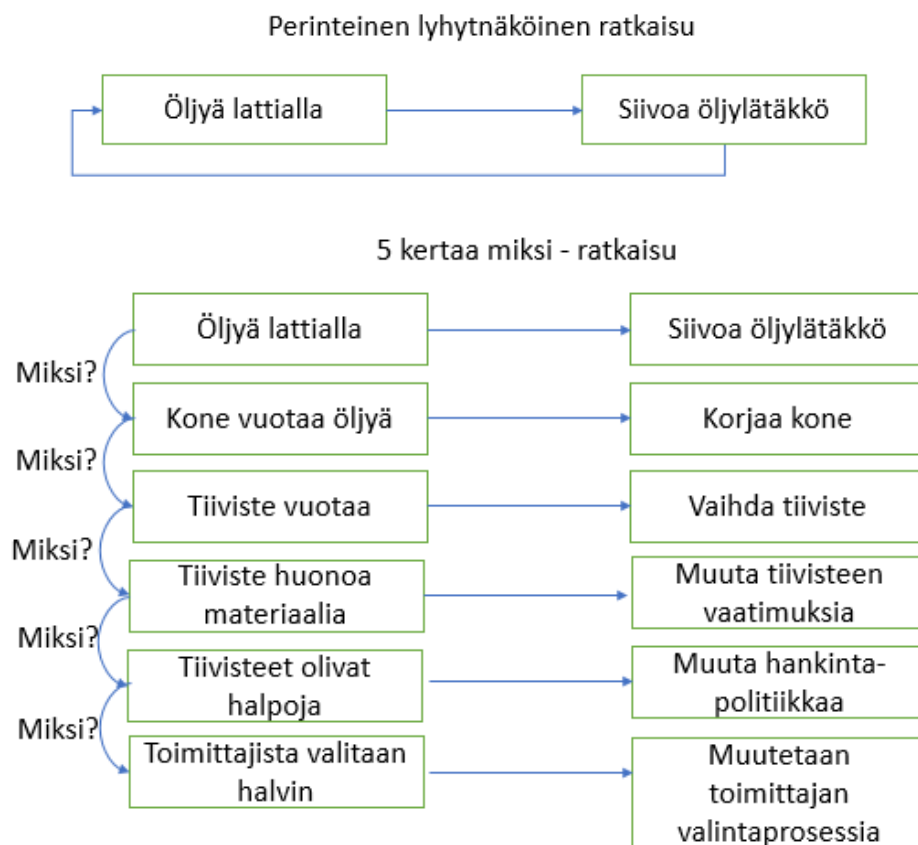 Perinteinen lyhytnäköinen ratkaisu
Öljyä lattialla
Siivoa öljylätäkkö
5 kertaa miksi - ratkaisu
Öljyä lattialla
Siivoa öljylätäkkö
Miksi?
Kone vuotaa öljyä
Korjaa kone
Miksi?
Tiiviste vuotaa
Vaihda tiiviste
Miksi?
Tiiviste huonoa
materiaalia
Muuta tiivisteen
vaatimuksia
Miksi?
Tiivisteet olivat
halpoja
Muuta hankinta-
politiikkaa
Miksi?
Toimittajista valitaan
halvin
Muutetaan
toimittajan
valintaprosessia